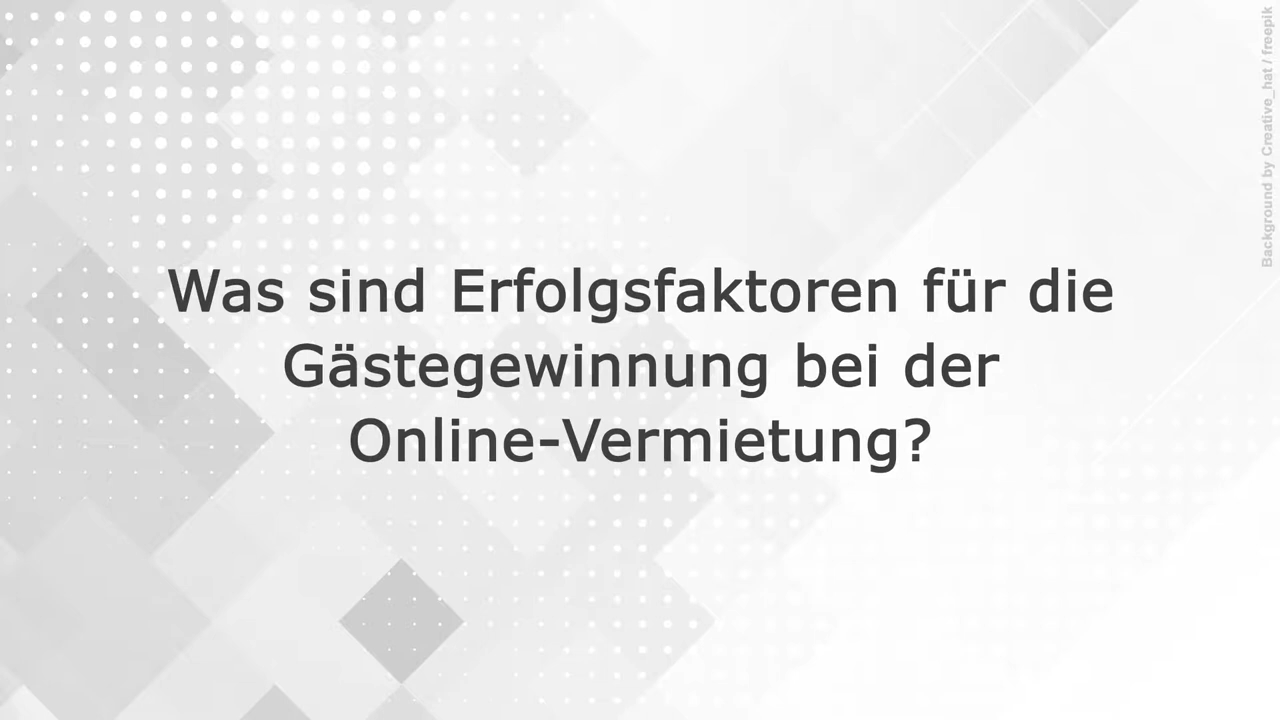 Was sind Erfolgsfaktoren für die
Gästegewinnung bei der
Online-Vermietung?
Background by Creative_hat / freepik